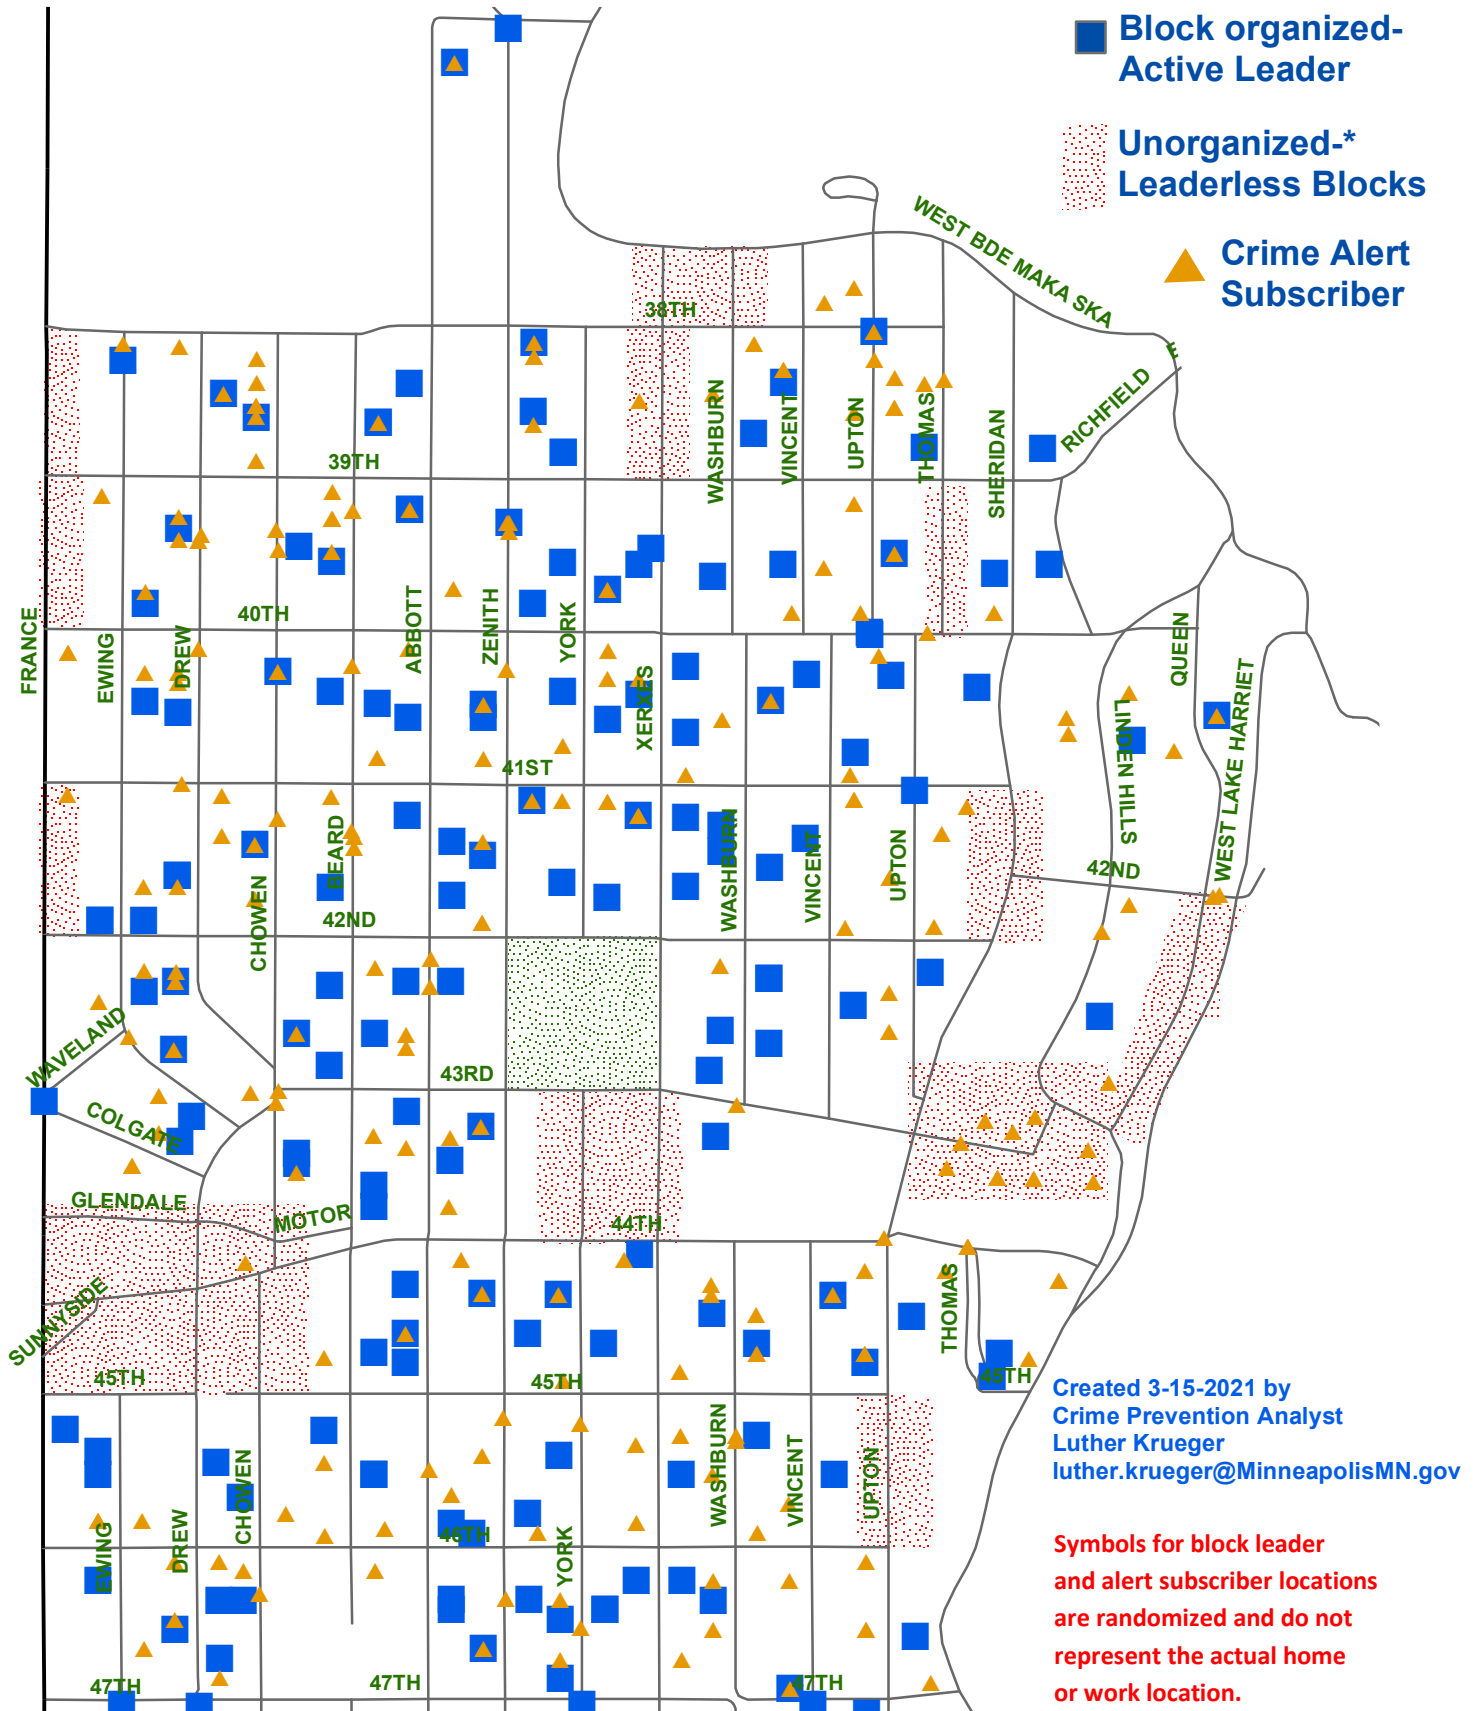 Block organized-
Active Leader
Unorganized-*
Leaderless Blocks
WEST BDE MAKA SKA
Crime Alert
Subscriber
38TH
E
RICHFIELD
WASHBURN
VINCENT
UPTON
THOMAS
SHERIDAN
39TH
FRANCE
EWING
DREW
40TH
ABBOTT
ZENITH
YORK
XERXES
QUEEN
LINDEN HILLS
WEST LAKE HARRIET
41ST
CHOWEN
BEARD
42ND
WASHBURN
VINCENT
UPTON
42ND
WAVELAND
COLGATE
43RD
GLENDALE
MOTOR
44TH
SUNNYSIDE
THOMAS
45TH
45TH
45TH
Created 3-15-2021 by
Crime Prevention Analyst
Luther Krueger
luther.krueger@MinneapolisMN.gov
EWING
DREW
CHOWEN
46TH
YORK
WASHBURN
VINCENT
UPTON
Symbols for block leader
and alert subscriber locations
are randomized and do not
represent the actual home
or work location.
47TH
47TH
47TH